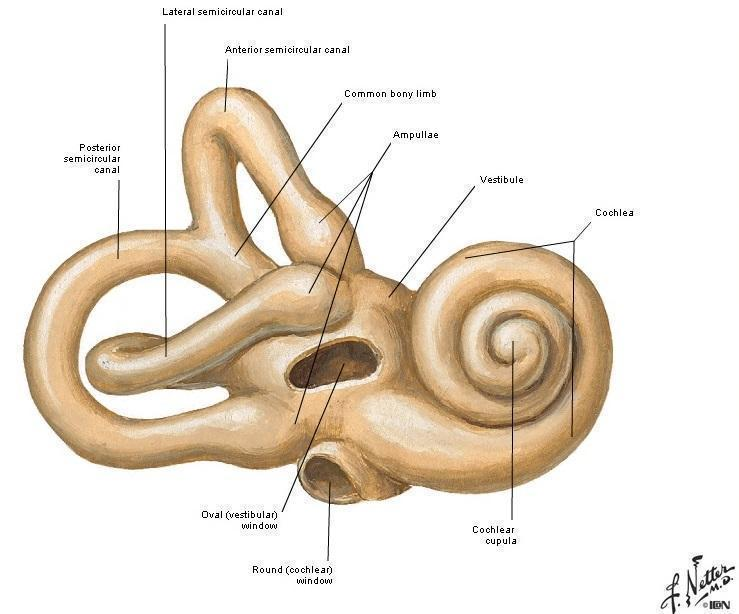 Lateral semicircular canal
Anterior semicircular canal
Common bony limb
Ampullae
Posterior
semicircular
canal
Vestibule
Cochlea
Oval (vestibular)
window
Cochlear
cupula
Round (cochlear)
window
F. Netter
M.D.
©ICON